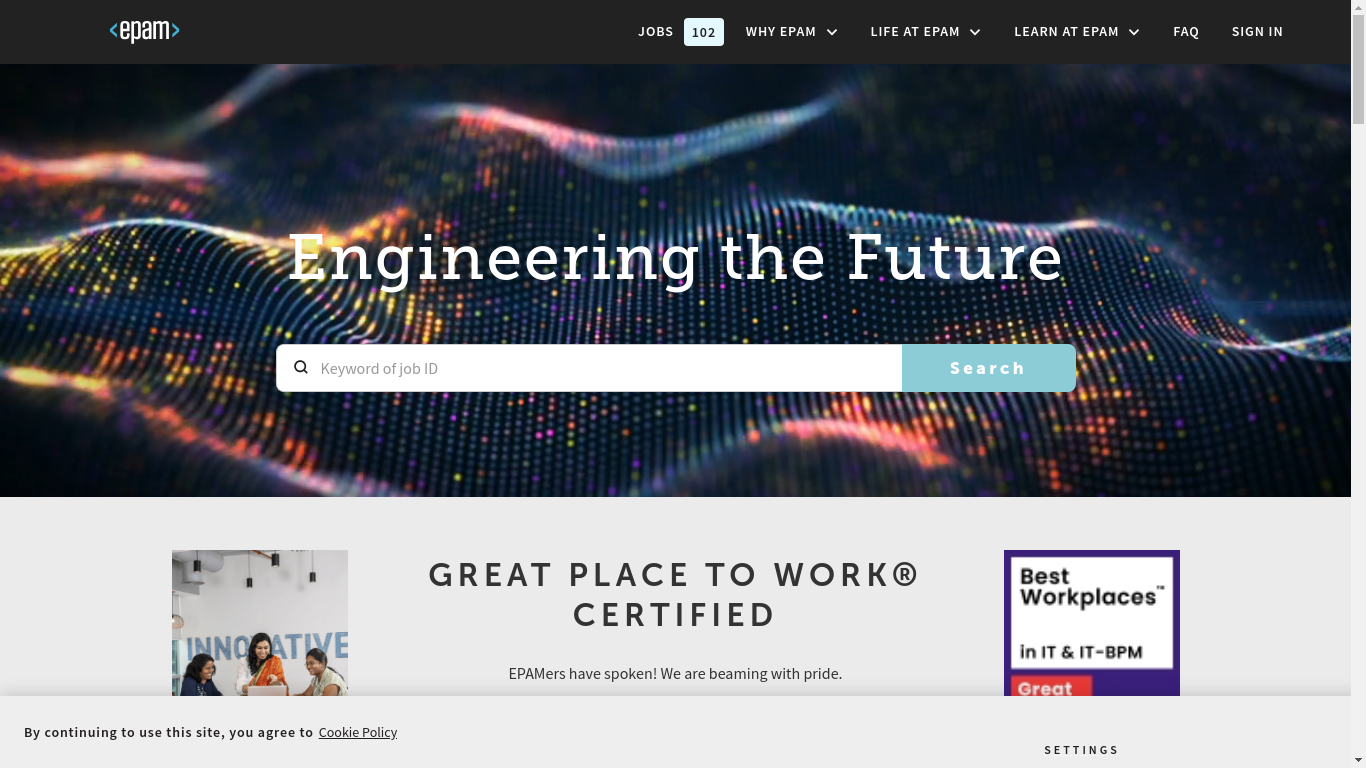 <epam>
JOBS 102 WHY EPAM LIFE AT EPAM LEARN AT EPAM FAQ SIGN IN
Engineering the Future
Keyword of job ID
Search
GREAT PLACE TO WORK®
CERTIFIED
EPAMers have spoken! We are beaming with pride.
INNOVATIVE
Best
Workplaces™
in IT & IT-BPM
Great
By continuing to use this site, you agree to Cookie Policy
SETTINGS